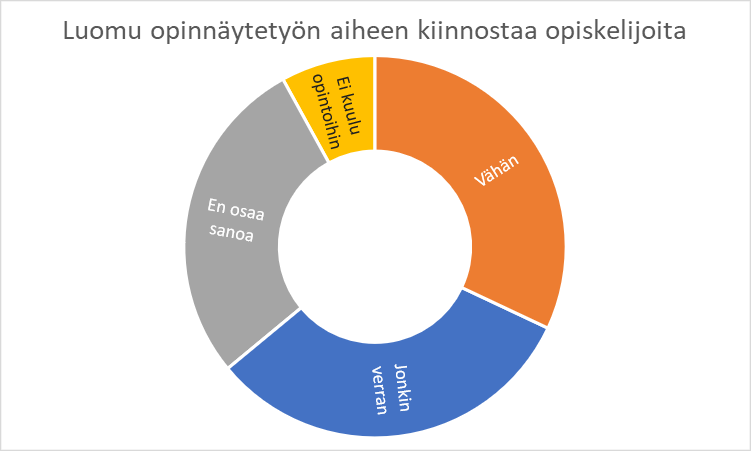 Luomu opinnäytetyön aiheen kiinnostaa opiskelijoita
Ei kuulu
opintoihin
Vähän
En osaa
sanoa
Jonkin
verran